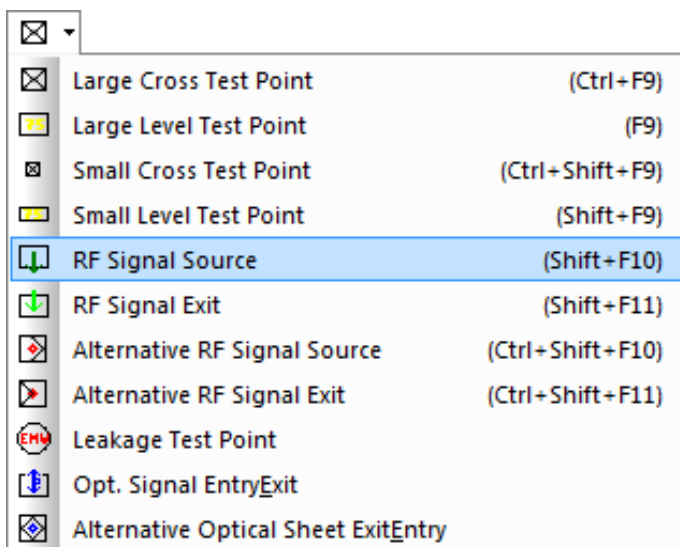 Large Cross Test Point (Ctrl+F9)
Large Level Test Point (F9)
Small Cross Test Point (Ctrl+Shift+F9)
Small Level Test Point (Shift+F9)
RF Signal Source (Shift+F10)
RF Signal Exit (Shift+F11)
Alternative RF Signal Source (Ctrl+Shift+F10)
Alternative RF Signal Exit (Ctrl+Shift+F11)
EMV Leakage Test Point
Opt. Signal EntryExit
Alternative Optical Sheet ExitEntry